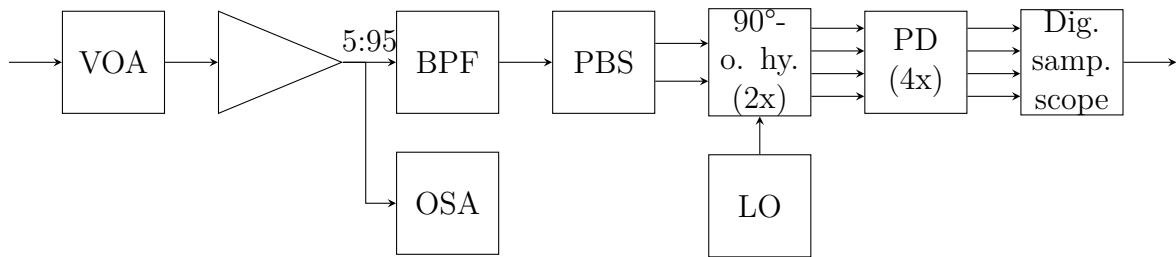 VOA
5:95
BPF
PBS
90°-
o. hy.
(2x)
PD
(4x)
Dig.
samp.
scope
OSA
LO